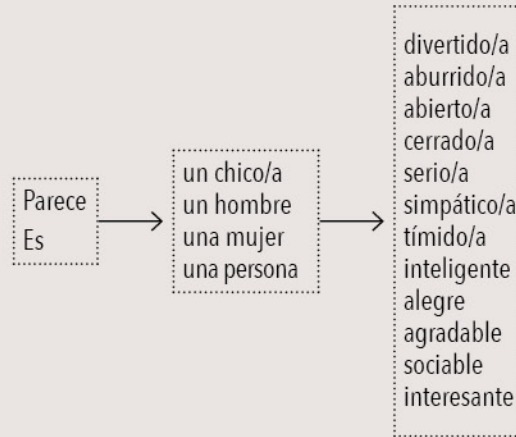 Parece
Es
un chico/a
un hombre
una mujer
una persona
divertido/a
aburrido/a
abierto/a
cerrado/a
serio/a
simpático/a
tímido/a
inteligente
alegre
agradable
sociable
interesante